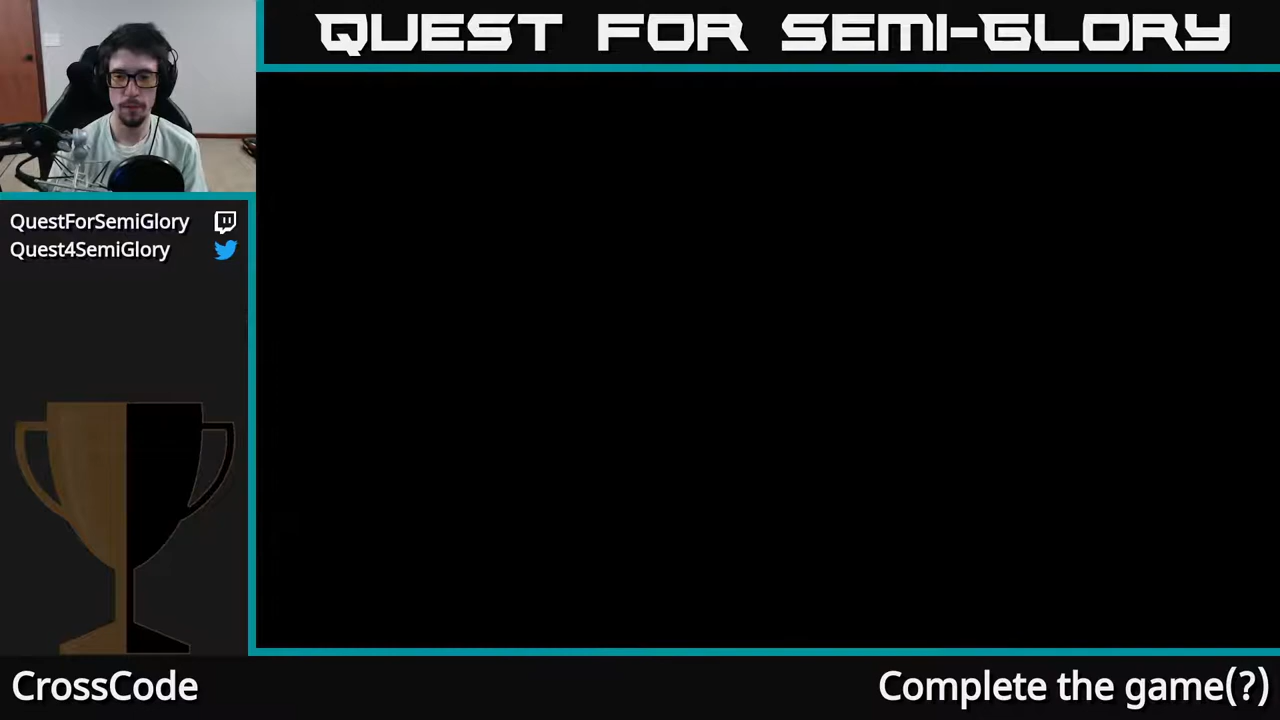 QUEST FOR SEMI-GLORY
QuestForSemiGlory
Quest4SemiGlory
CrossCode
Complete the game(?)